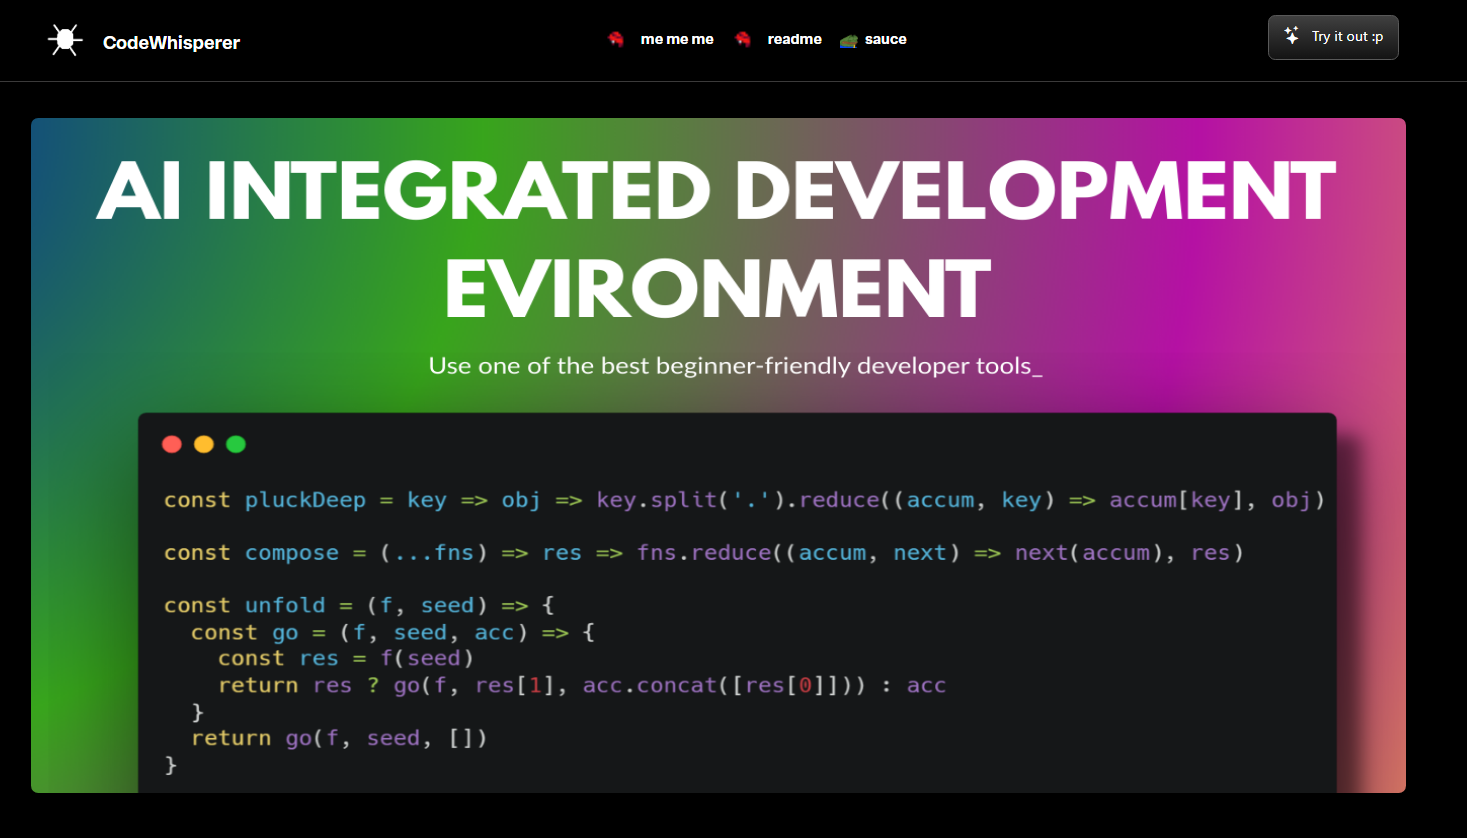 CodeWhisperer
me me me
readme
sauce
Try it out :p
AI INTEGRATED DEVELOPMENT
EVIRONMENT
Use one of the best beginner-friendly developer tools_
const pluckDeep = key => obj => key.split('.').reduce((accum, key) => accum[key], obj)
const compose = (...fns) => res => fns.reduce((accum, next) => next(accum), res)
const unfold = (f, seed) => {
  const go = (f, seed, acc) => {
    const res = f(seed)
    return res ? go(f, res[1], acc.concat([res[0]])) : acc
  }
  return go(f, seed, [])
}